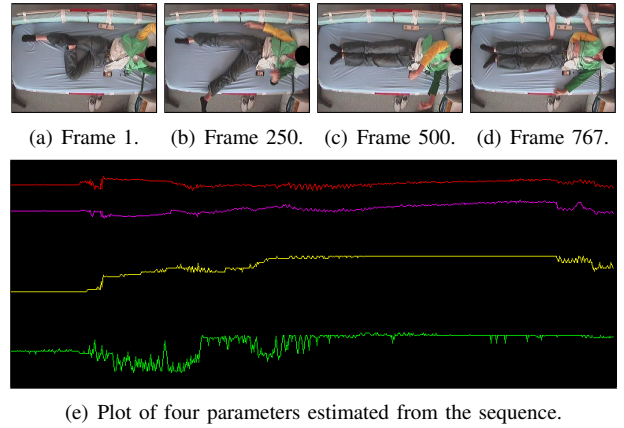 (a) Frame 1.
(b) Frame 250.
(c) Frame 500.
(d) Frame 767.
(e) Plot of four parameters estimated from the sequence.